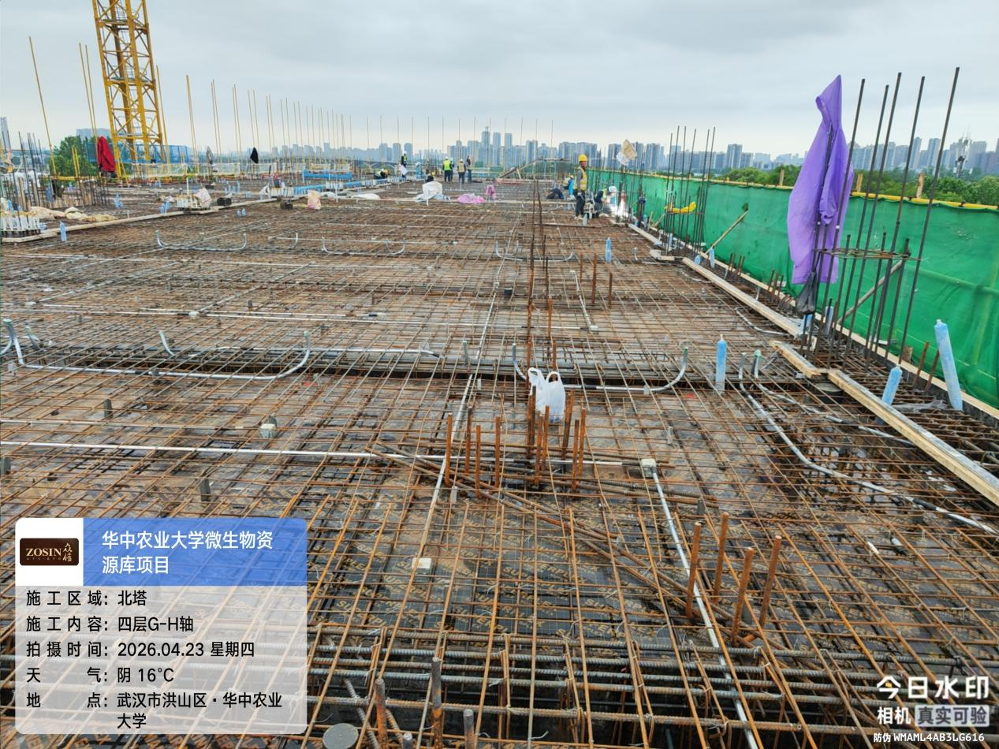 ZOSIN众信
华中农业大学微生物资
源库项目
施工区域：北塔
施工内容：四层G-H轴
拍摄时间：2026.04.23 星期四
天气：阴 16℃
地点：武汉市洪山区·华中农业
大学
今日水印
相机 真实可验
防伪 WMAML4AB3LG616